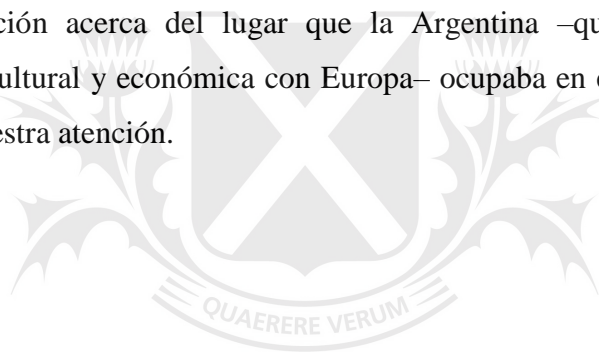 ción acerca del lugar que la Argentina –qu
ultural y económica con Europa– ocupaba en
estra atención.
QUAERERE VERUM